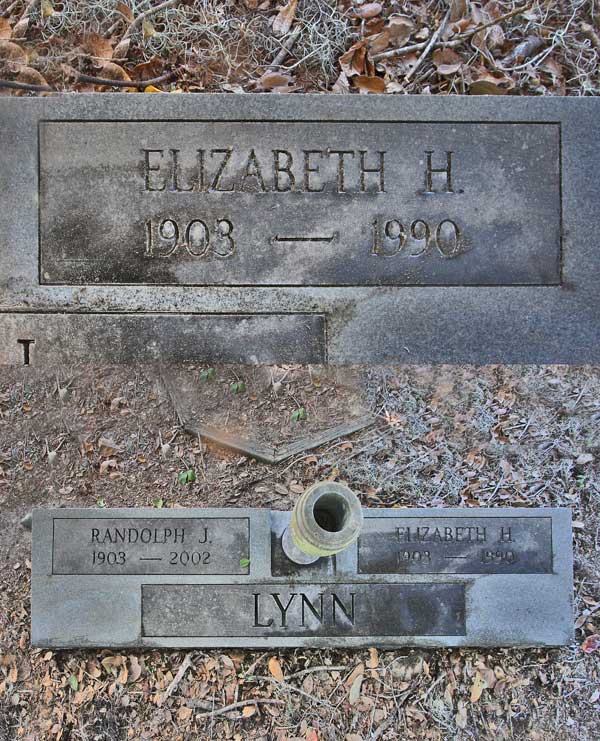 ELIZABETH H.
1903 — 1990
T
RANDOLPH J.
1903 — 2002
ELIZABETH H.
1903 — 1990
LYNN